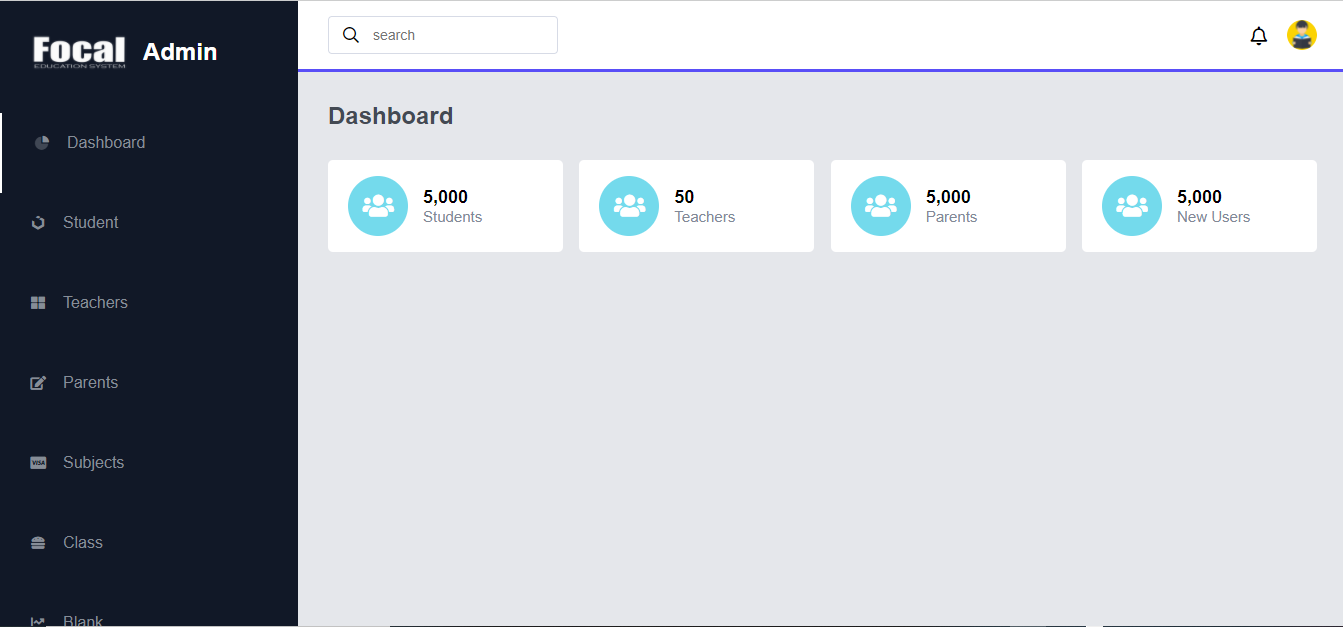 Focal
EDUCATION SYSTEM
Admin
search
Dashboard
Student
Teachers
Parents
VISA
Subjects
Class
Blank
Dashboard
5,000
Students
50
Teachers
5,000
Parents
5,000
New Users